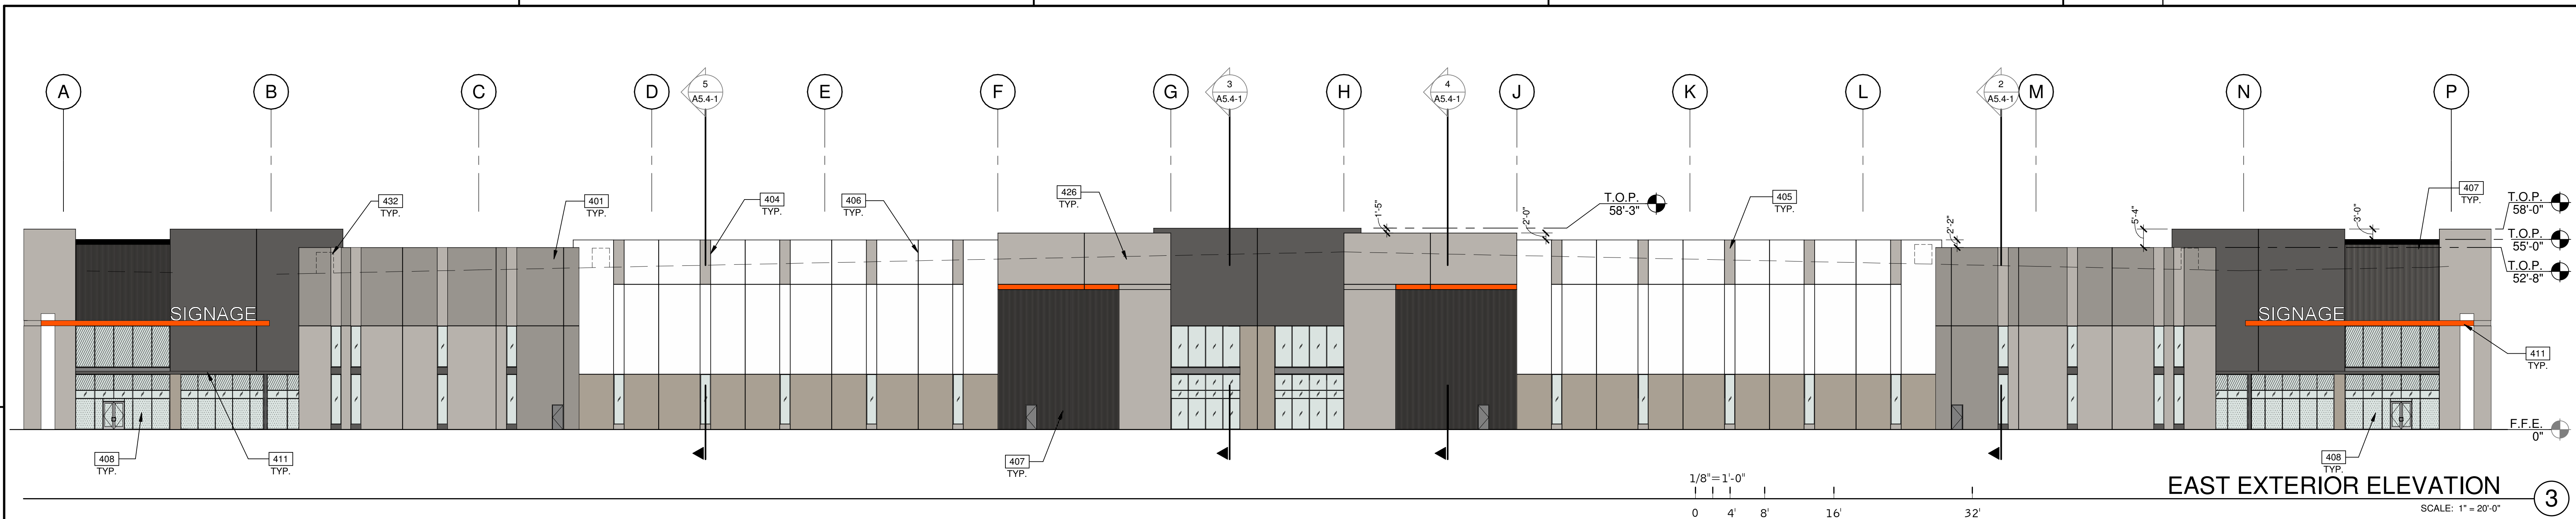 A B C D 5 E F G 3 H 4 J K L 2 M N P
A5.4-1 A5.4-1 A5.4-1 A5.4-1
432
TYP.
401
TYP.
404
TYP.
406
TYP.
426
TYP.
1'-5"
2'-0"
T.O.P.
58'-3"
405
TYP.
2'-2"
5'-4"
3'-0"
407
TYP.
T.O.P.
58'-0"
T.O.P.
55'-0"
T.O.P.
52'-8"
SIGNAGE
SIGNAGE
411
TYP.
F.F.E.
0"
408
TYP.
411
TYP.
407
TYP.
408
TYP.
1/8"=1'-0"
0 4' 8' 16' 32'
EAST EXTERIOR ELEVATION
3
SCALE: 1" = 20'-0"